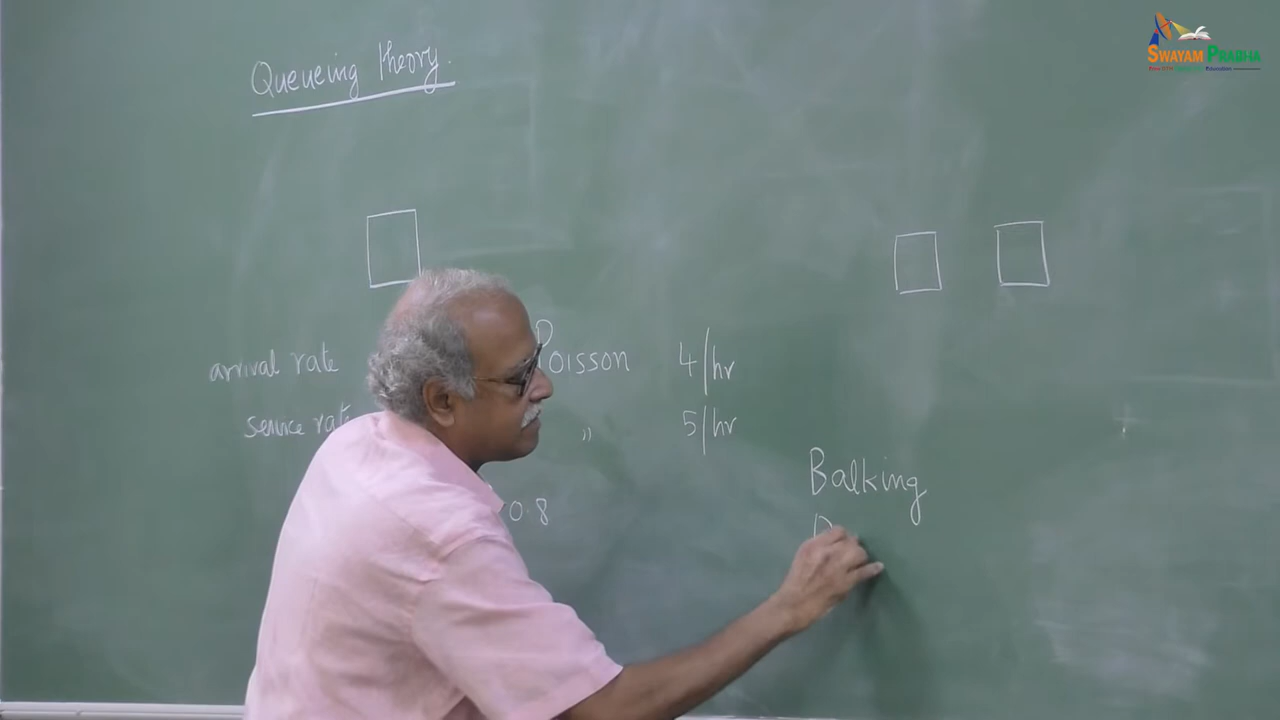 SWAYAM PRABHA
Queueing theory.
arrival rate Poisson 4/hr
service rate " 5/hr
0.8
Balking